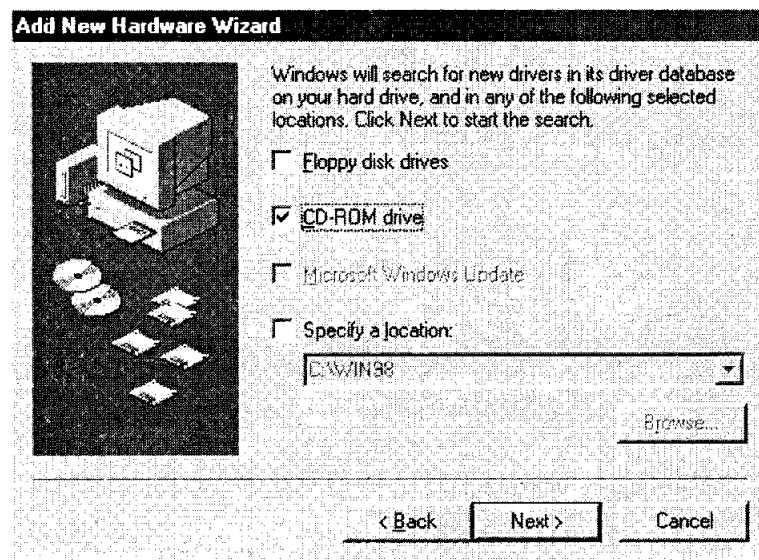 Add New Hardware Wizard
Windows will search for new drivers in its driver database
on your hard drive, and in any of the following selected
locations. Click Next to start the search.
Floppy disk drives
CD-ROM drive
Microsoft Windows Update
Specify a location:
C:\WIN98
Browse...
< Back
Next >
Cancel